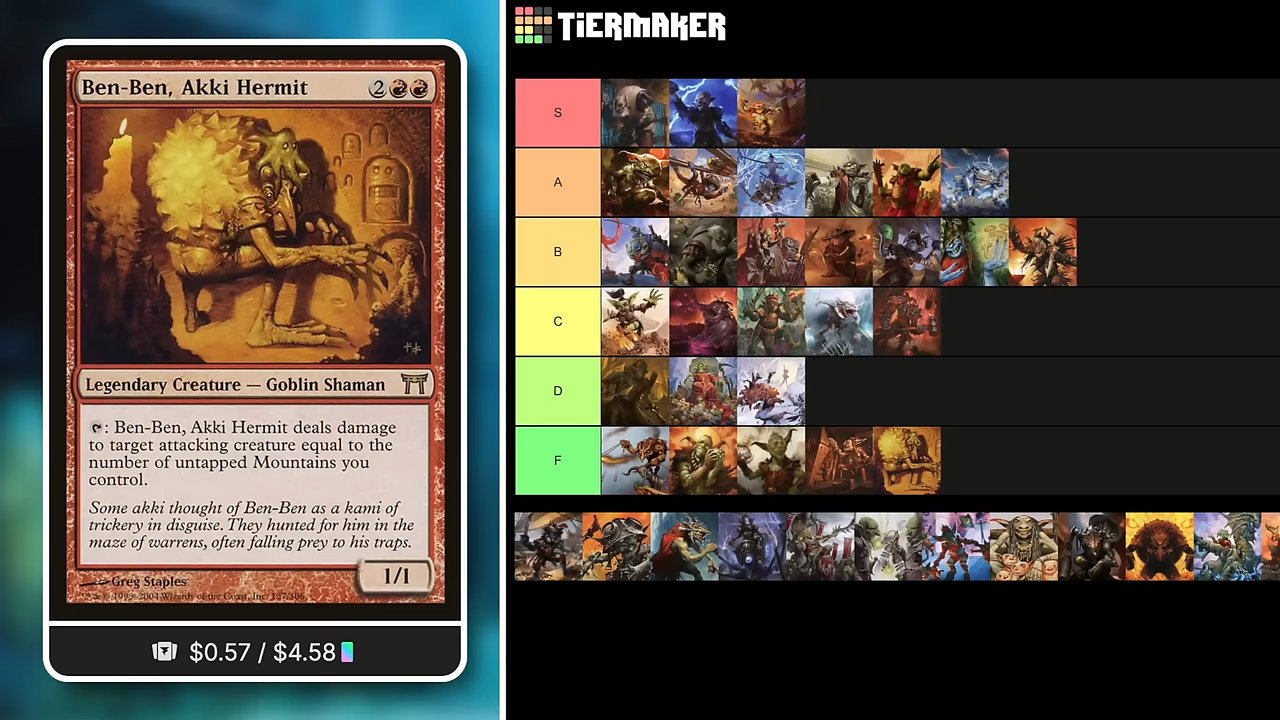 Ben-Ben, Akki Hermit 2
Legendary Creature — Goblin Shaman
: Ben-Ben, Akki Hermit deals damage
to target attacking creature equal to the
number of untapped Mountains you
control.
Some akki thought of Ben-Ben as a kami of
trickery in disguise. They hunted for him in the
maze of warrens, often falling prey to his traps.
Greg Staples
1/1
$0.57 / $4.58
TiERMAKER
S
A
B
C
D
F